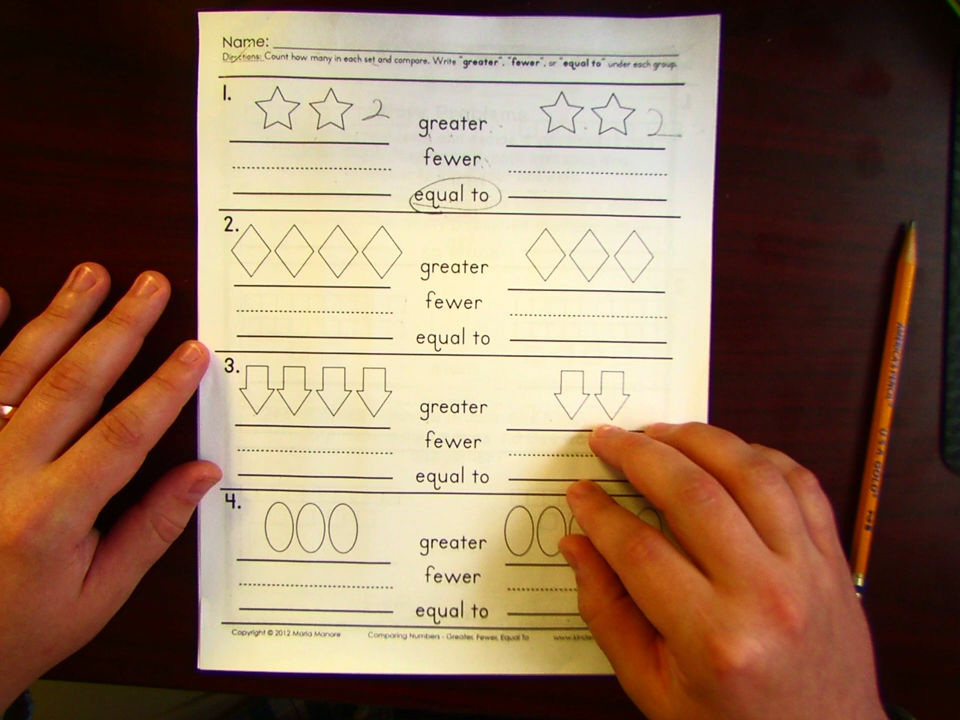 Name:
Directions: Count how many in each set and compare. Write "greater", "fewer", or "equal to" under each group.
1.
2 greater 2
fewer
equal to
2.
greater
fewer
equal to
3.
greater
fewer
equal to
4.
greater
fewer
equal to
Copyright © 2012 Maria Manore Comparing Numbers - Greater, Fewer, Equal To